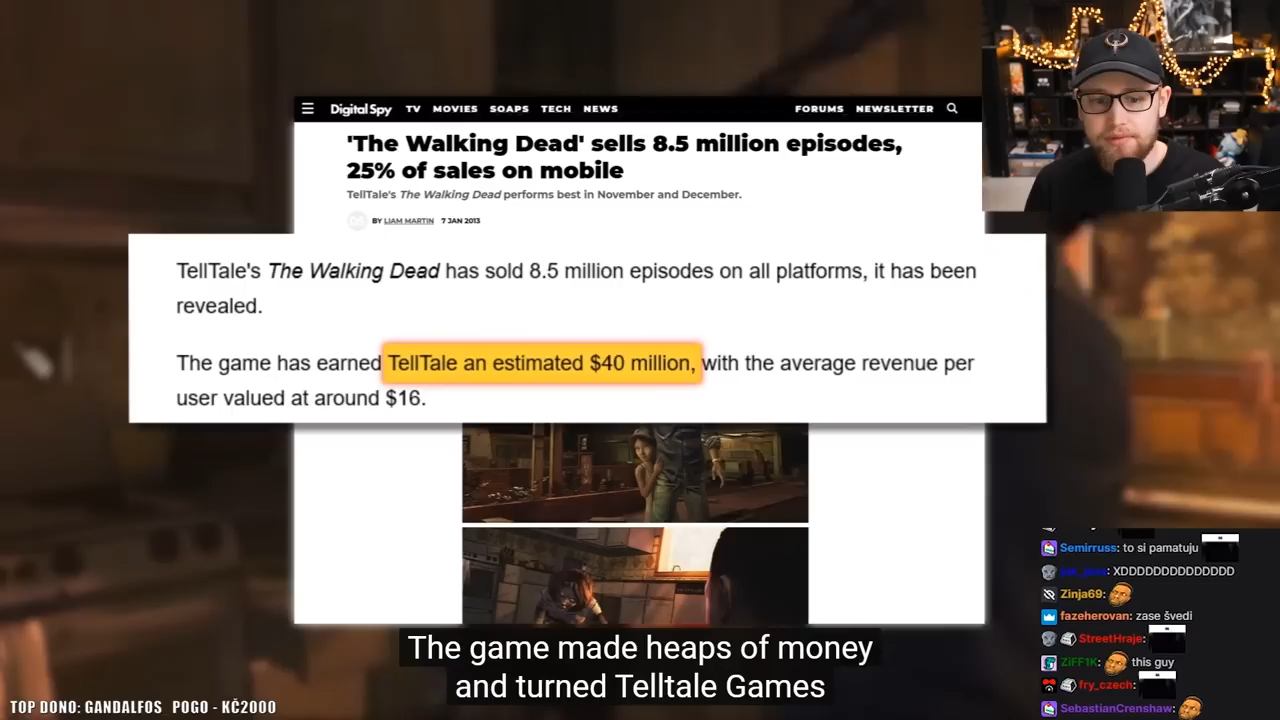 DigitalSpy TV MOVIES SOAPS TECH NEWS FORUMS NEWSLETTER
'The Walking Dead' sells 8.5 million episodes,
25% of sales on mobile
TellTale's The Walking Dead performs best in November and December.
BY LIAM MARTIN 7 JAN 2013
TellTale's The Walking Dead has sold 8.5 million episodes on all platforms, it has been
revealed.
The game has earned TellTale an estimated $40 million, with the average revenue per
user valued at around $16.
Semirruss: to si pamatuju
XDDDDDDDDDDDDDD
Zinja69:
fazeherovan: zase švedi
StreetHraje:
ZiFF1K: this guy
fry_czech:
SebastianCrenshaw:
The game made heaps of money
and turned Telltale Games
TOP DONO: GANDALFOS POGO - KČ2000